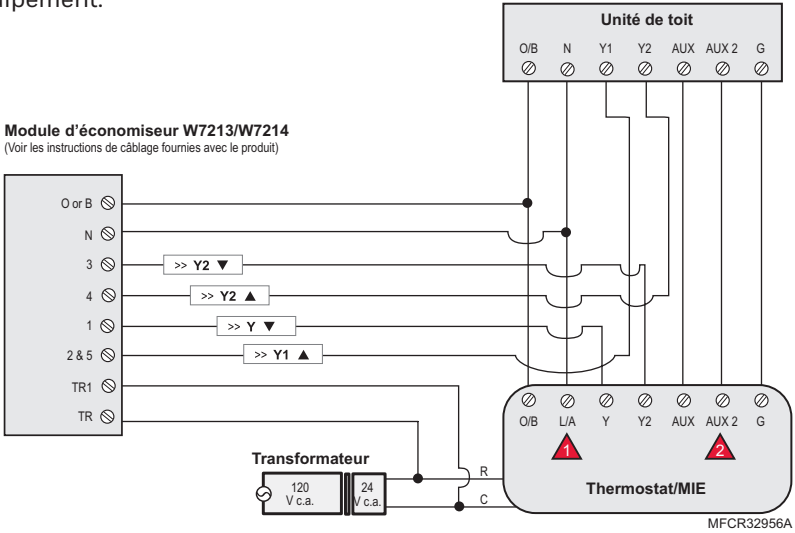 ipement.
Unité de toit
O/B N Y1 Y2 AUX AUX 2 G
Module d'économiseur W7213/W7214
(Voir les instructions de câblage fournies avec le produit)
O or B
N
3 >> Y2 ▼
4 >> Y2 ▲
1 >> Y ▼
2 & 5 >> Y1 ▲
TR1
TR
O/B L/A Y Y2 AUX AUX 2 G
1 2
Transformateur
120
V c.a.
24
V c.a.
R
C
Thermostat/MIE
MFCR32956A